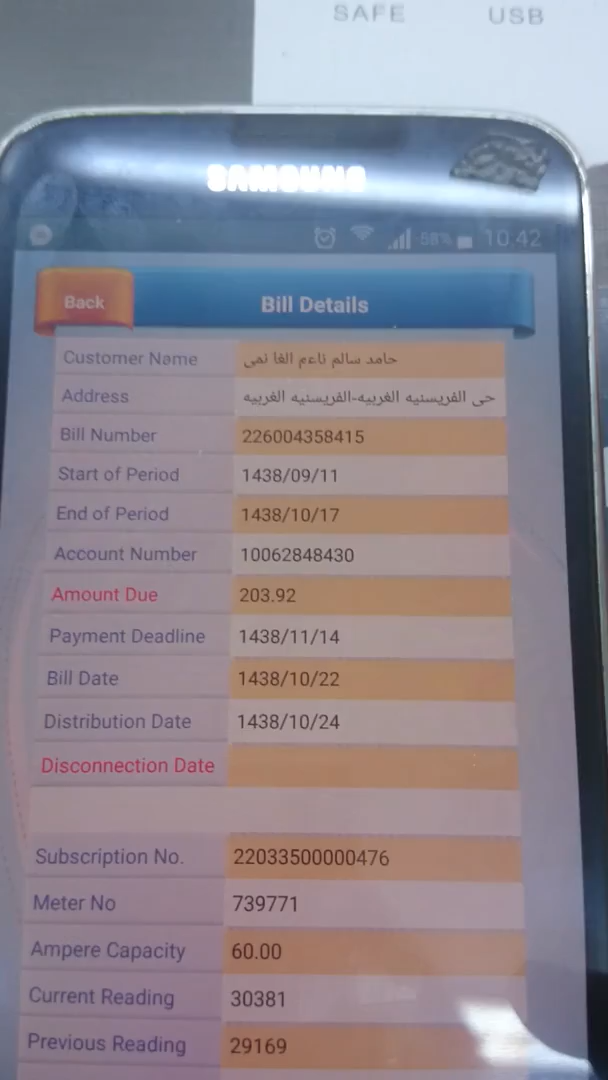 SAFE USB
SAMSUNG
58% 10.42
Back Bill Details
Customer Name حامد سالم ناءم الغا نمى
Address حى الفريسنيه الغربيه-الفريسنيه الغربيه
Bill Number 226004358415
Start of Period 1438/09/11
End of Period 1438/10/17
Account Number 10062848430
Amount Due 203.92
Payment Deadline 1438/11/14
Bill Date 1438/10/22
Distribution Date 1438/10/24
Disconnection Date
Subscription No. 22033500000476
Meter No 739771
Ampere Capacity 60.00
Current Reading 30381
Previous Reading 29169